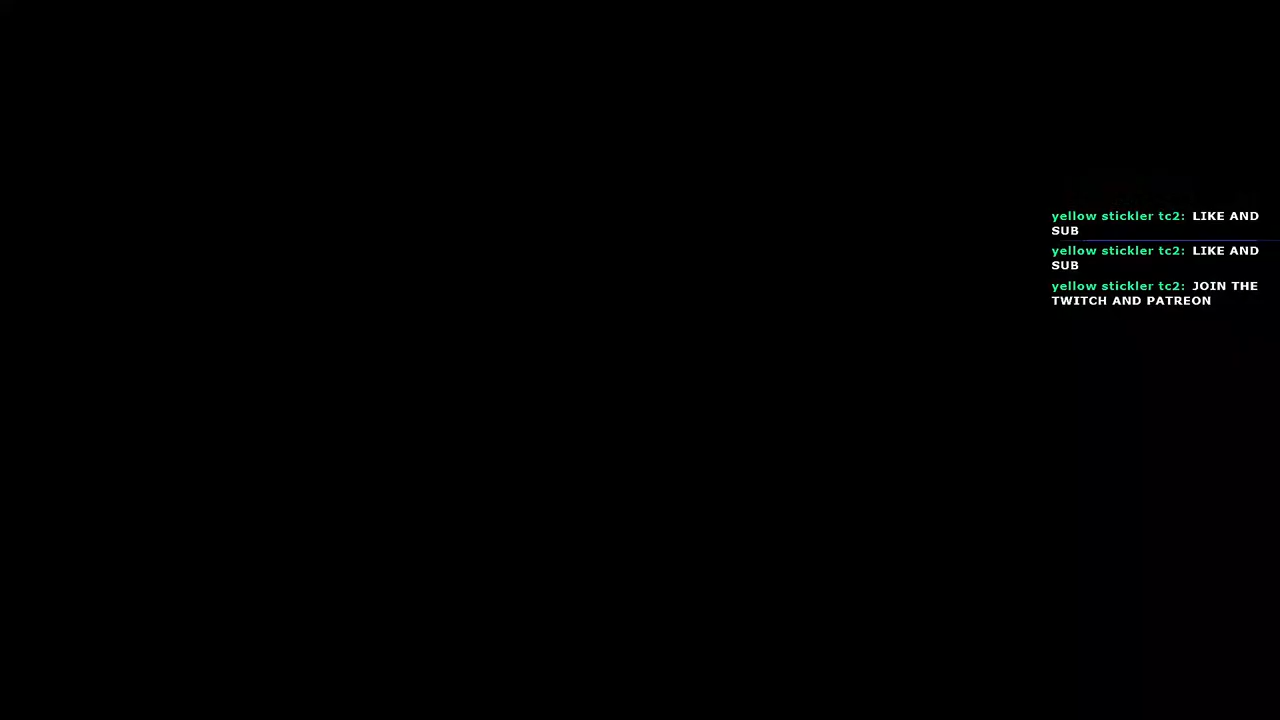 yellow stickler tc2: LIKE AND
SUB
yellow stickler tc2: LIKE AND
SUB
yellow stickler tc2: JOIN THE
TWITCH AND PATREON